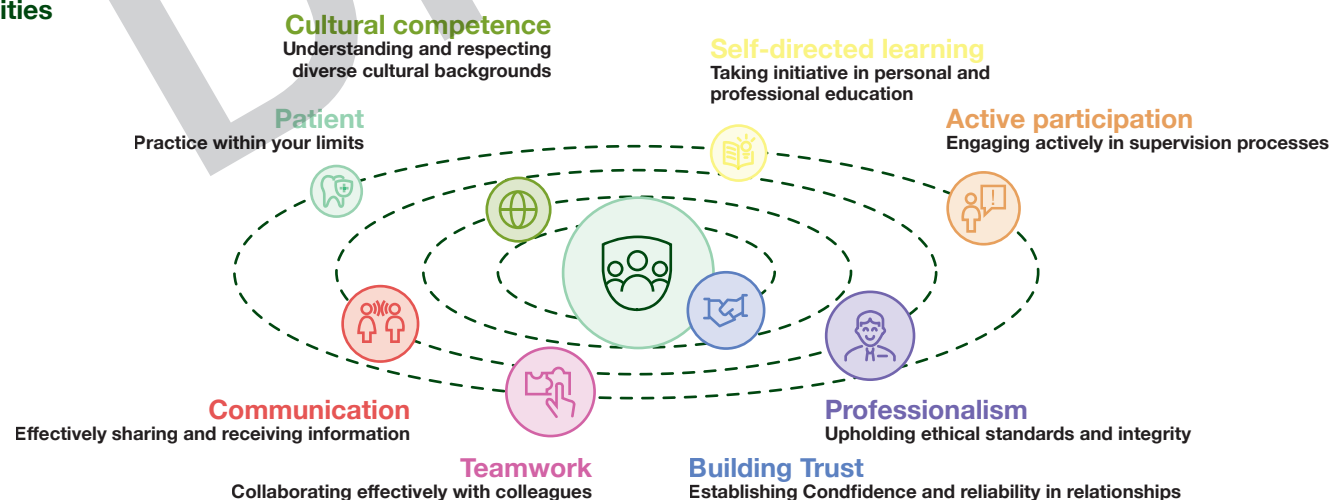 ities
Cultural competence
Understanding and respecting
diverse cultural backgrounds
Self-directed learning
Taking initiative in personal and
professional education
Patient
Practice within your limits
Active participation
Engaging actively in supervision processes
Communication
Effectively sharing and receiving information
Professionalism
Upholding ethical standards and integrity
Teamwork
Collaborating effectively with colleagues
Building Trust
Establishing Condfidence and reliability in relationships